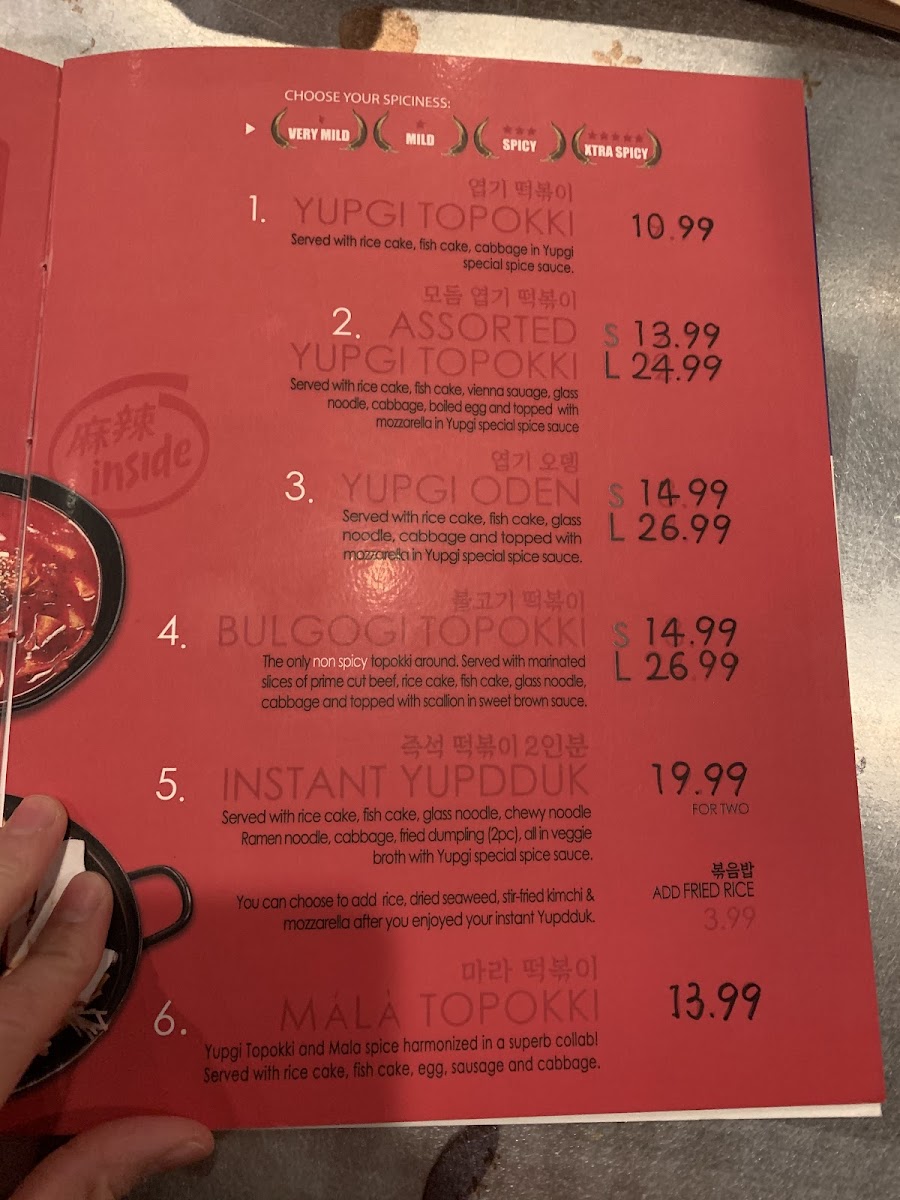 CHOOSE YOUR SPICINESS:
VERY MILD MILD SPICY XTRA SPICY
엽기 떡볶이
1. YUPGI TOPOKKI 10.99
Served with rice cake, fish cake, cabbage in Yupgi
special spice sauce.
모듬 엽기 떡볶이
2. ASSORTED S 13.99
YUPGI TOPOKKI L 24.99
Served with rice cake, fish cake, vienna sauage, glass
noodle, cabbage, boiled egg and topped with
mozzarella in Yupgi special spice sauce
麻辣
inside
엽기 오뎅
3. YUPGI ODEN S 14.99
L 26.99
Served with rice cake, fish cake, glass
noodle, cabbage and topped with
mozzarella in Yupgi special spice sauce.
불고기 떡볶이
4. BULGOGI TOPOKKI S 14.99
L 26.99
The only non spicy topokki around. Served with marinated
slices of prime cut beef, rice cake, fish cake, glass noodle,
cabbage and topped with scallion in sweet brown sauce.
즉석 떡볶이 2인분
5. INSTANT YUPDDUK 19.99
FOR TWO
Served with rice cake, fish cake, glass noodle, chewy noodle
Ramen noodle, cabbage, fried dumpling (2pc), all in veggie
broth with Yupgi special spice sauce.
볶음밥
ADD FRIED RICE
3.99
You can choose to add rice, dried seaweed, stir-fried kimchi &
mozzarella after you enjoyed your instant Yupdduk.
마라 떡볶이
6. MÁLÀ TOPOKKI 13.99
Yupgi Topokki and Mala spice harmonized in a superb collab!
Served with rice cake, fish cake, egg, sausage and cabbage.